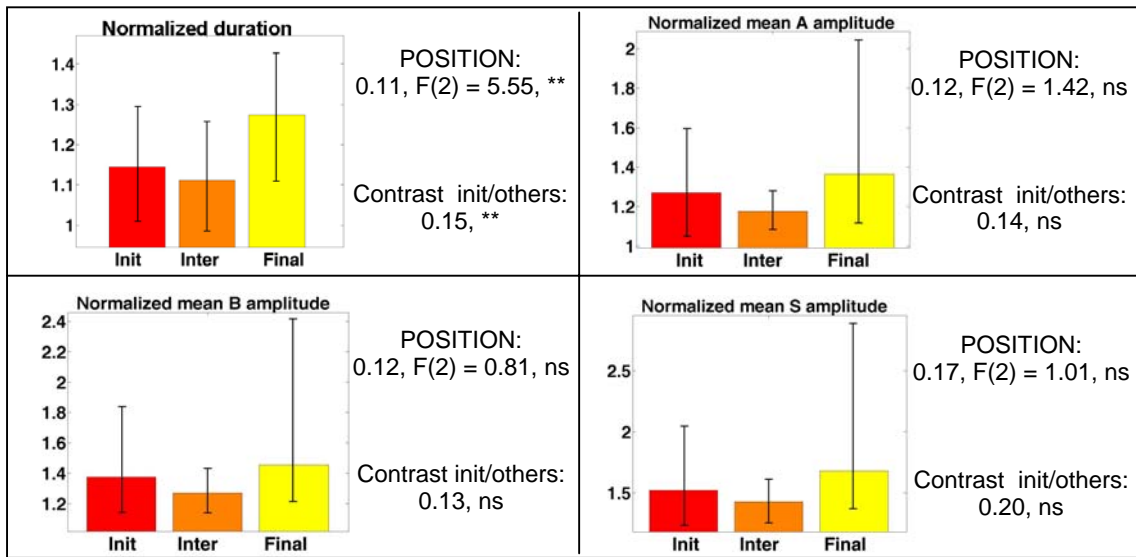 Normalized duration
1.4
1.3
1.2
1.1
1
Init Inter Final
POSITION:
0.11, F(2) = 5.55, **
Contrast init/others:
0.15, **
Normalized mean A amplitude
2
1.8
1.6
1.4
1.2
1
Init Inter Final
POSITION:
0.12, F(2) = 1.42, ns
Contrast init/others:
0.14, ns
Normalized mean B amplitude
2.4
2.2
2
1.8
1.6
1.4
1.2
Init Inter Final
POSITION:
0.12, F(2) = 0.81, ns
Contrast init/others:
0.13, ns
Normalized mean S amplitude
2.5
2
1.5
Init Inter Final
POSITION:
0.17, F(2) = 1.01, ns
Contrast init/others:
0.20, ns